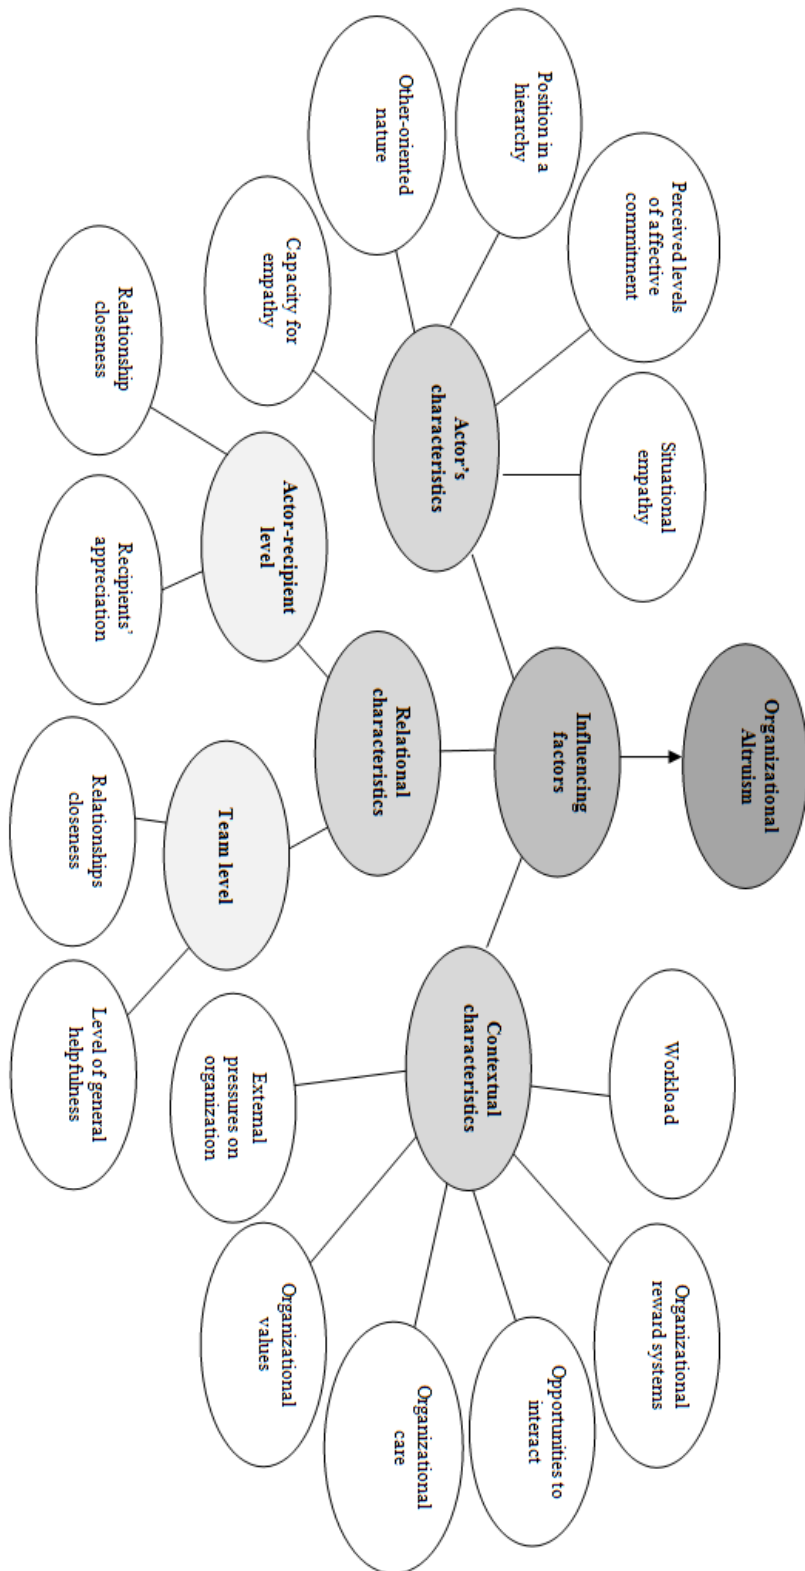 Organizational
Altruism
Influencing
factors
Actor's
characteristics
Situational
empathy
Perceived levels
of affective
commitment
Position in a
hierarchy
Other-oriented
nature
Capacity for
empathy
Relational
characteristics
Actor-recipient
level
Relationship
closeness
Recipients'
appreciation
Team level
Relationships
closeness
Level of general
helpfulness
Contextual
characteristics
Workload
Organizational
reward systems
Opportunities to
interact
Organizational
care
Organizational
values
External
pressures on
organization